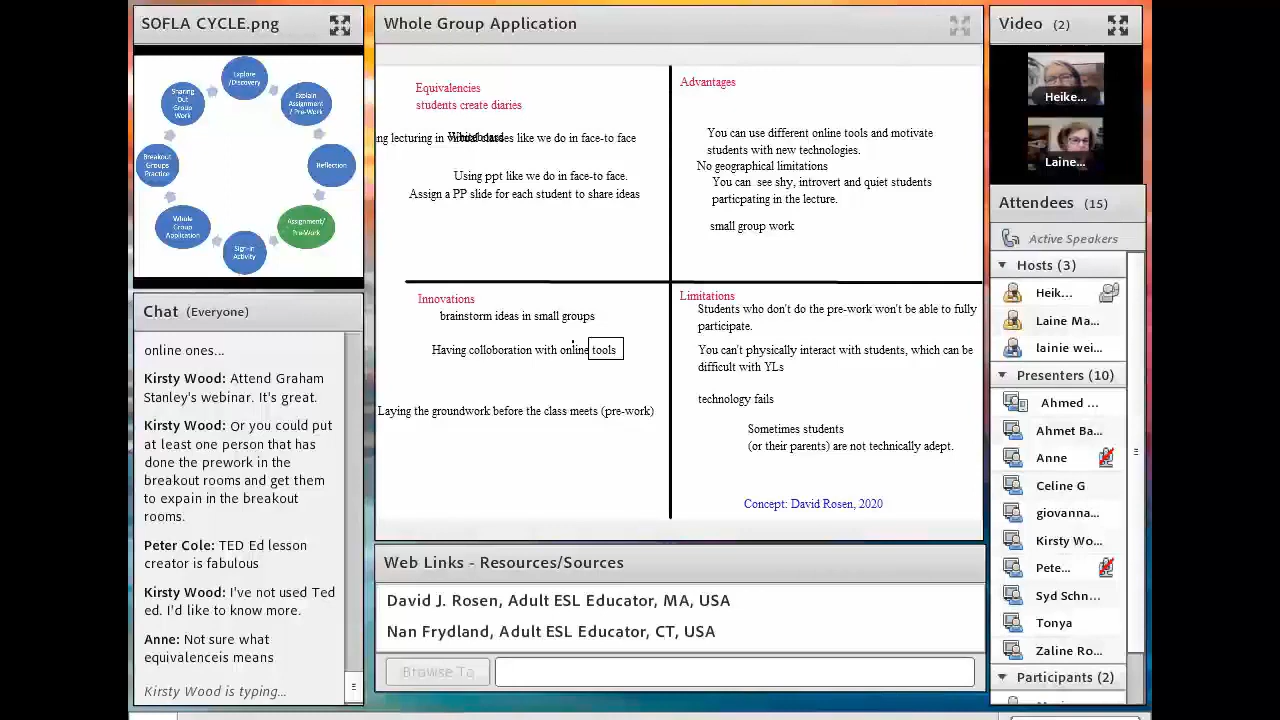 SOFLA CYCLE.png
Explore
/Discovery
Explain
Assignment
/ Pre-Work
Reflection
Assignment/
PreWork
Sign-in
Activity
Whole
Group
Application
Breakout
Groups
Practice
Sharing
Out
Group
Work
Chat (Everyone)
online ones...
Kirsty Wood: Attend Graham
Stanley's webinar. It's great.
Kirsty Wood: Or you could put
at least one person that has
done the prework in the
breakout rooms and get them
to expain in the breakout
rooms.
Peter Cole: TED Ed lesson
creator is fabulous
Kirsty Wood: I've not used Ted
ed. I'd like to know more.
Anne: Not sure what
equivalenceis means
Kirsty Wood is typing...
Whole Group Application
Equivalencies
students create diaries
Whiteboard
ng lecturing in virtual classes like we do in face-to face
Using ppt like we do in face-to face.
Assign a PP slide for each student to share ideas
Advantages
You can use different online tools and motivate
students with new technologies.
No geographical limitations
You can see shy, introvert and quiet students
particpating in the lecture.
small group work
Innovations
brainstorm ideas in small groups
Having colloboration with online tools
Laying the groundwork before the class meets (pre-work)
Limitations
Students who don't do the pre-work won't be able to fully
participate.
You can't physically interact with students, which can be
difficult with YLs
technology fails
Sometimes students
(or their parents) are not technically adept.
Concept: David Rosen, 2020
Web Links - Resources/Sources
David J. Rosen, Adult ESL Educator, MA, USA
Nan Frydland, Adult ESL Educator, CT, USA
Browse To
Video (2)
Heike...
Laine...
Attendees (15)
Active Speakers
Hosts (3)
Heik...
Laine Ma...
lainie wei...
Presenters (10)
Ahmed ...
Ahmet Ba...
Anne
Celine G
giovanna...
Kirsty Wo...
Pete...
Syd Schn...
Tonya
Zaline Ro...
Participants (2)